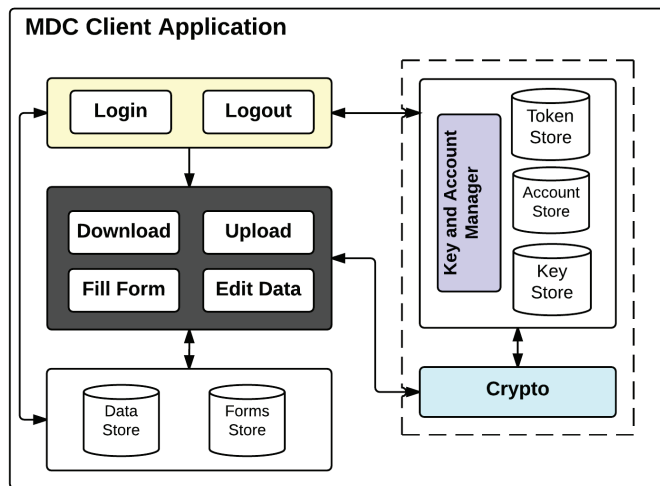 MDC Client Application
Login
Logout
Download
Upload
Fill Form
Edit Data
Data
Store
Forms
Store
Key and Account
Manager
Token
Store
Account
Store
Key
Store
Crypto